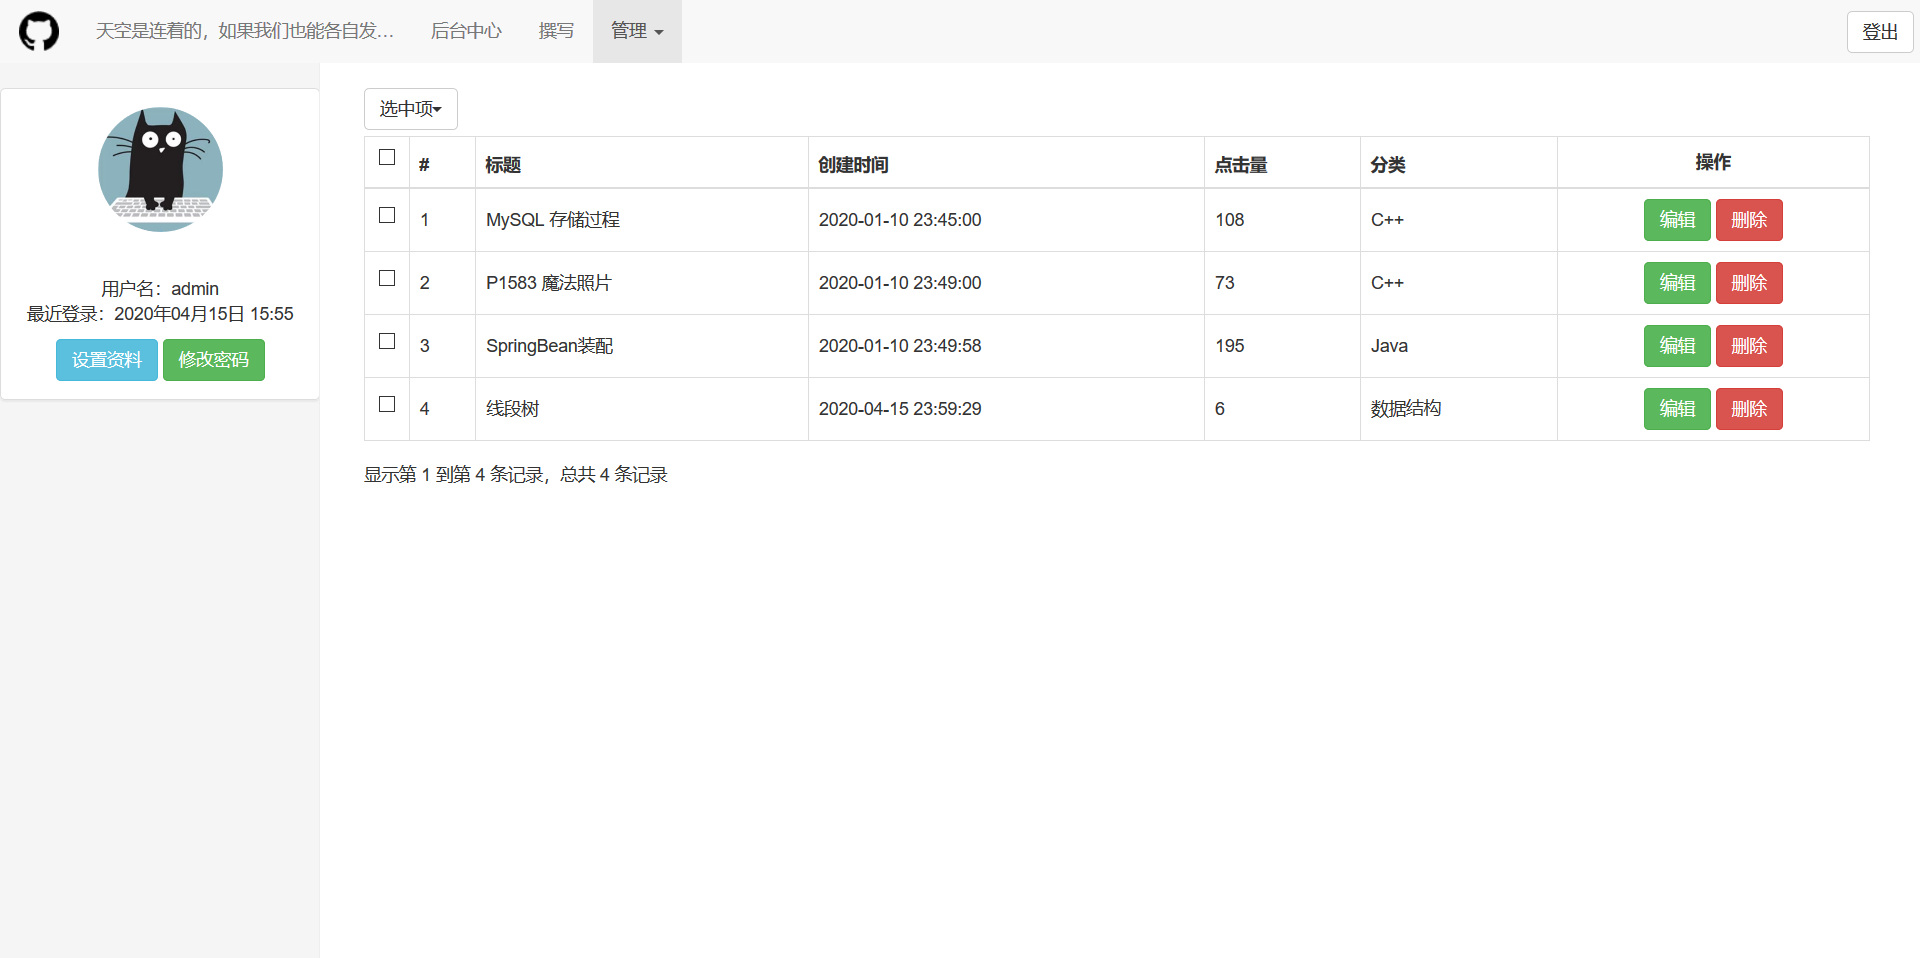 天空是连着的，如果我们也能各自发... 后台中心 撰写 管理 登出
用户名：admin
最近登录：2020年04月15日 15:55
设置资料 修改密码
选中项
# 标题 创建时间 点击量 分类 操作
1 MySQL 存储过程 2020-01-10 23:45:00 108 C++ 编辑 删除
2 P1583 魔法照片 2020-01-10 23:49:00 73 C++ 编辑 删除
3 SpringBean装配 2020-01-10 23:49:58 195 Java 编辑 删除
4 线段树 2020-04-15 23:59:29 6 数据结构 编辑 删除
显示第 1 到第 4 条记录，总共 4 条记录